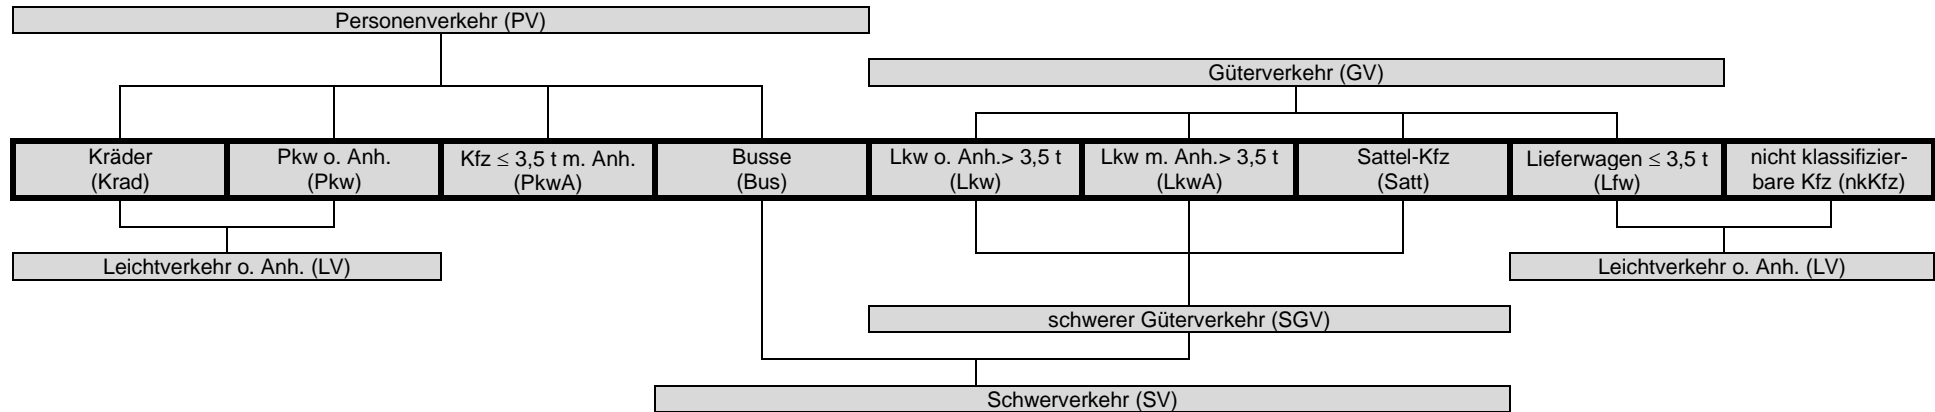 Personenverkehr (PV)
Güterverkehr (GV)
Kräder
(Krad)
Pkw o. Anh.
(Pkw)
Kfz ≤ 3,5 t m. Anh.
(PkwA)
Busse
(Bus)
Lkw o. Anh.> 3,5 t
(Lkw)
Lkw m. Anh.> 3,5 t
(LkwA)
Sattel-Kfz
(Satt)
Lieferwagen ≤ 3,5 t
(Lfw)
nicht klassifizier-
bare Kfz (nkKfz)
Leichtverkehr o. Anh. (LV)
Leichtverkehr o. Anh. (LV)
schwerer Güterverkehr (SGV)
Schwerverkehr (SV)